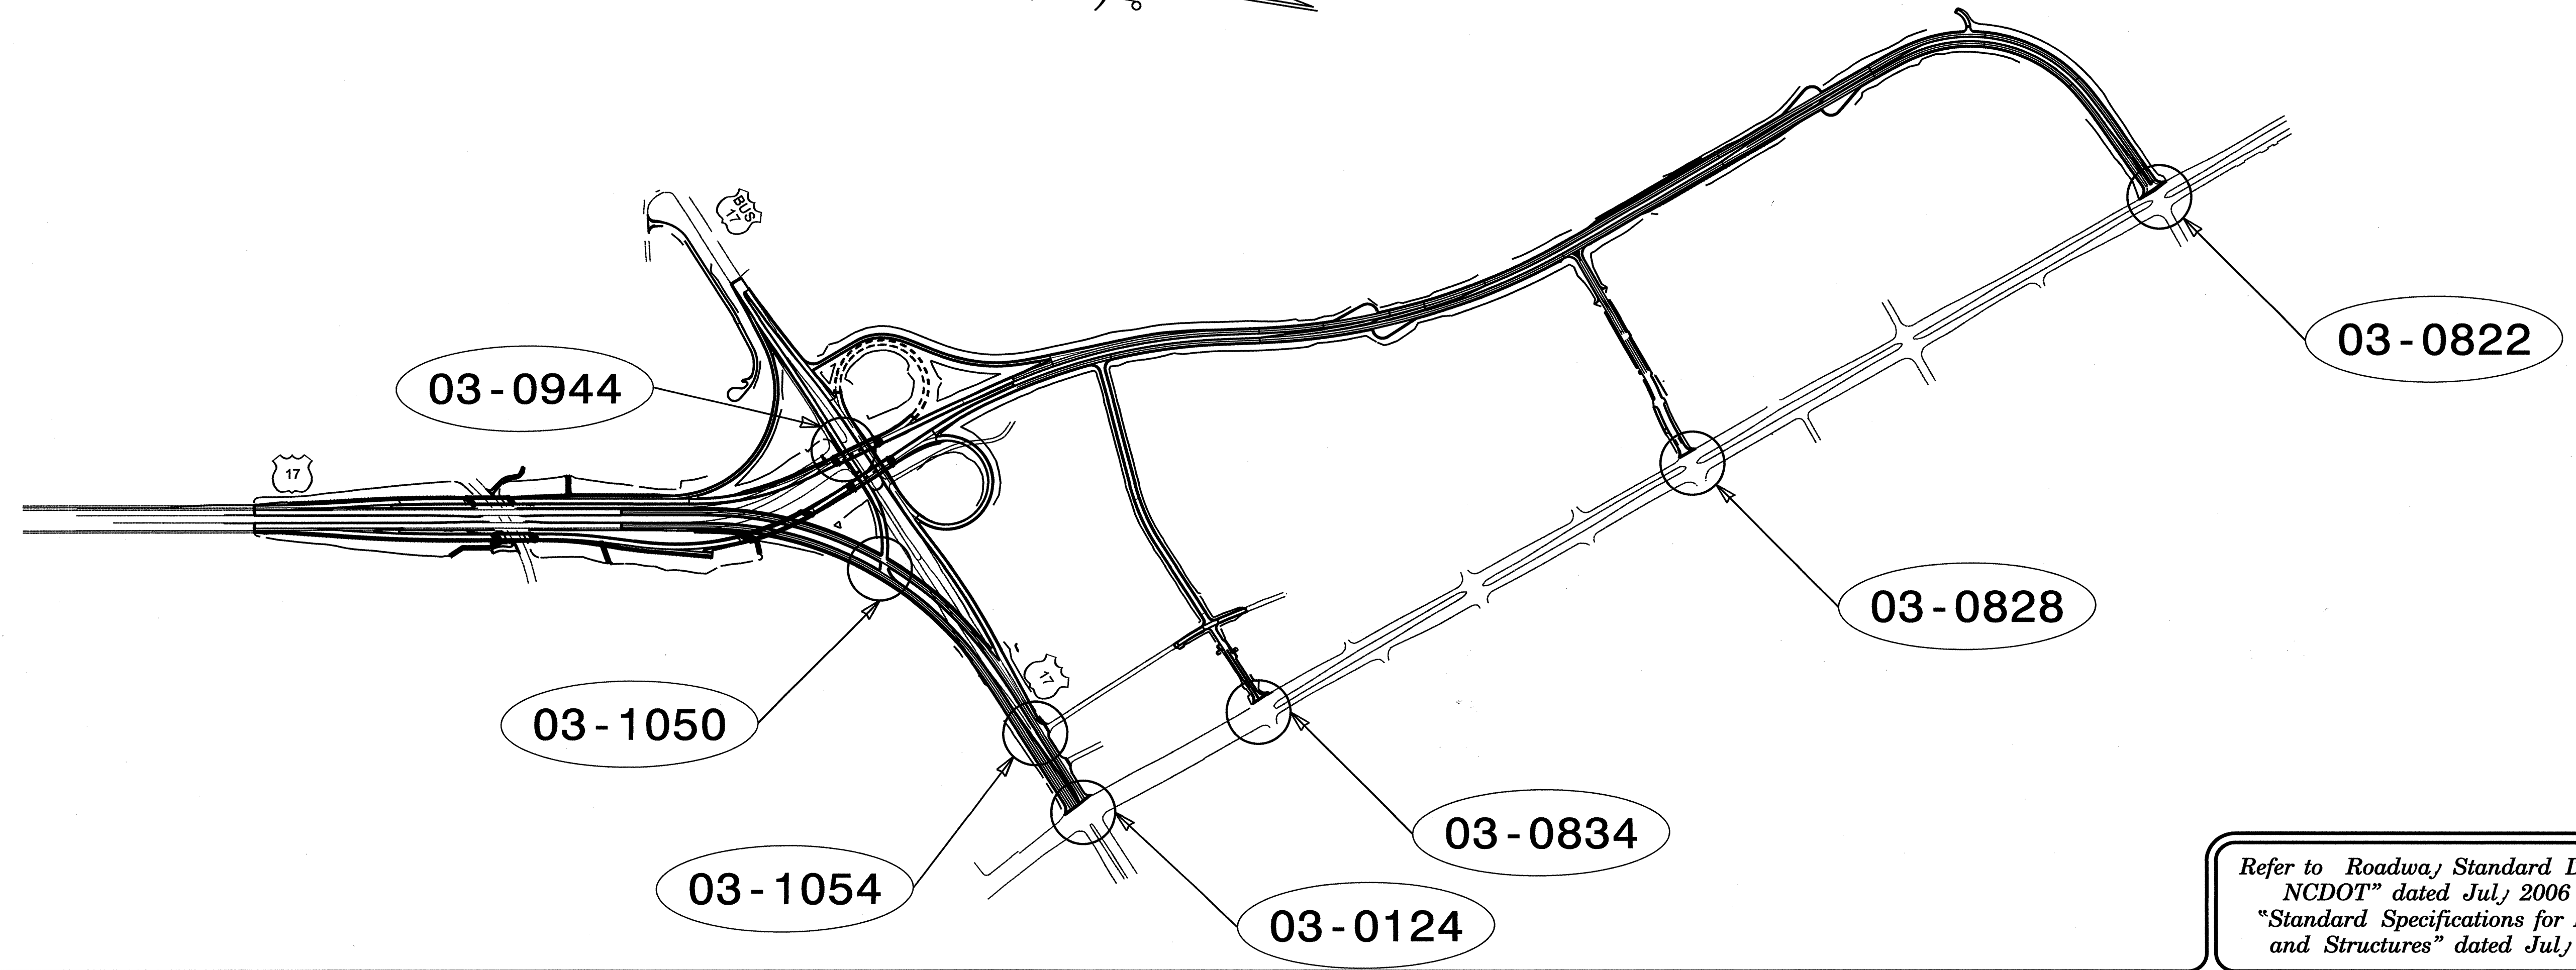 BUS
17
03-0822
03-0944
17
03-0828
17
03-1050
03-0834
03-1054
03-0124
Refer to Roadway Standard
NCDOT" dated July 2006
"Standard Specifications for
and Structures" dated July